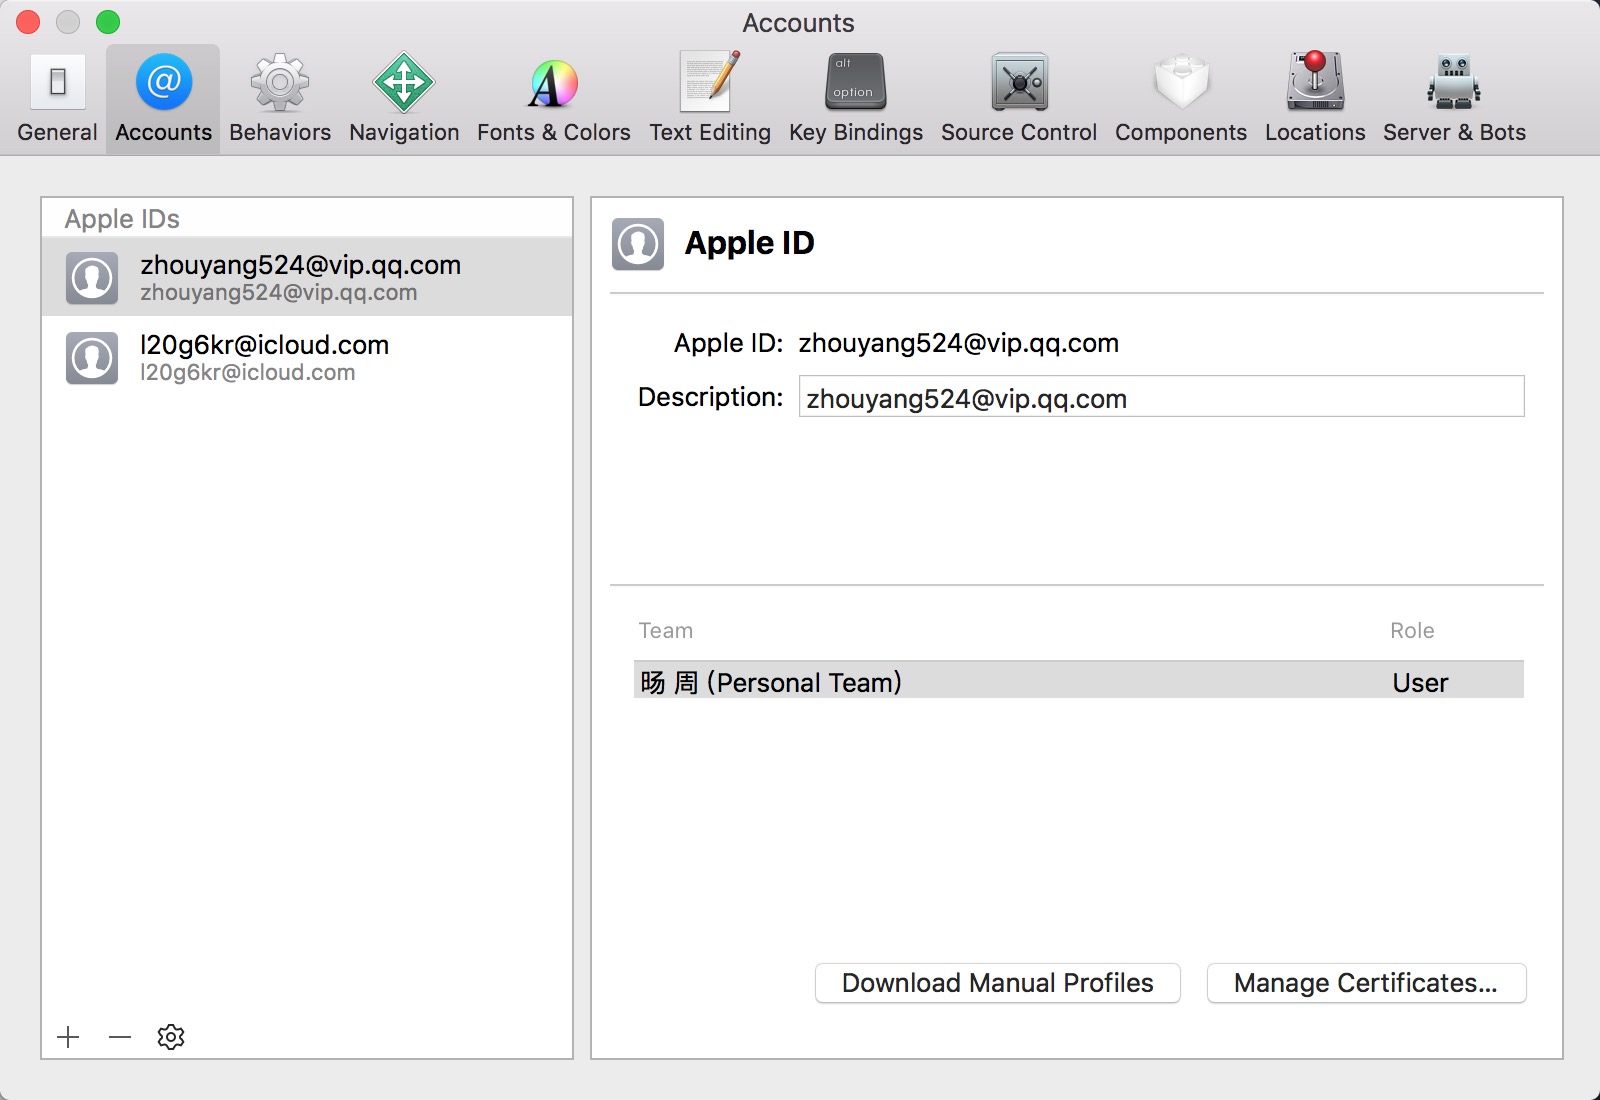 Accounts
General
Accounts
Behaviors
Navigation
Fonts & Colors
Text Editing
alt
option
Key Bindings
Source Control
Components
Locations
Server & Bots
Apple IDs
zhouyang524@vip.qq.com
zhouyang524@vip.qq.com
l20g6kr@icloud.com
l20g6kr@icloud.com
Apple ID
Apple ID: zhouyang524@vip.qq.com
Description: zhouyang524@vip.qq.com
Team Role
旸 周 (Personal Team) User
Download Manual Profiles Manage Certificates...